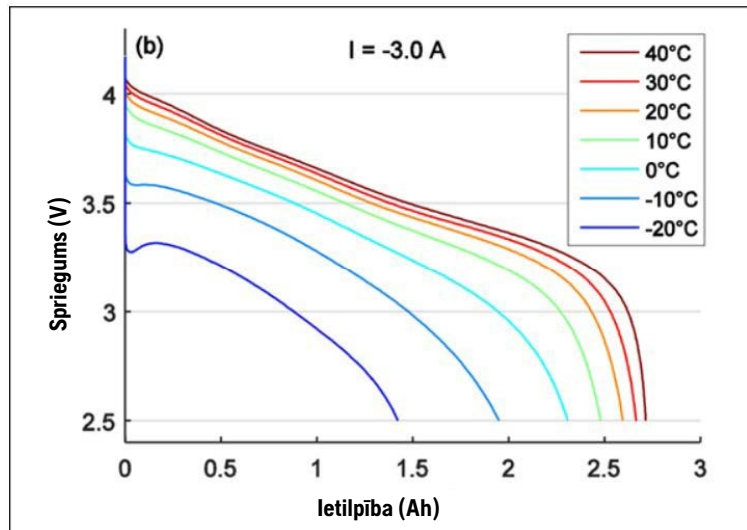 (b)
I = -3.0 A
40°C
30°C
20°C
10°C
0°C
-10°C
-20°C
Spriegums (V)
4
3.5
3
2.5
0
0.5
1
1.5
2
2.5
3
Ietilpība (Ah)